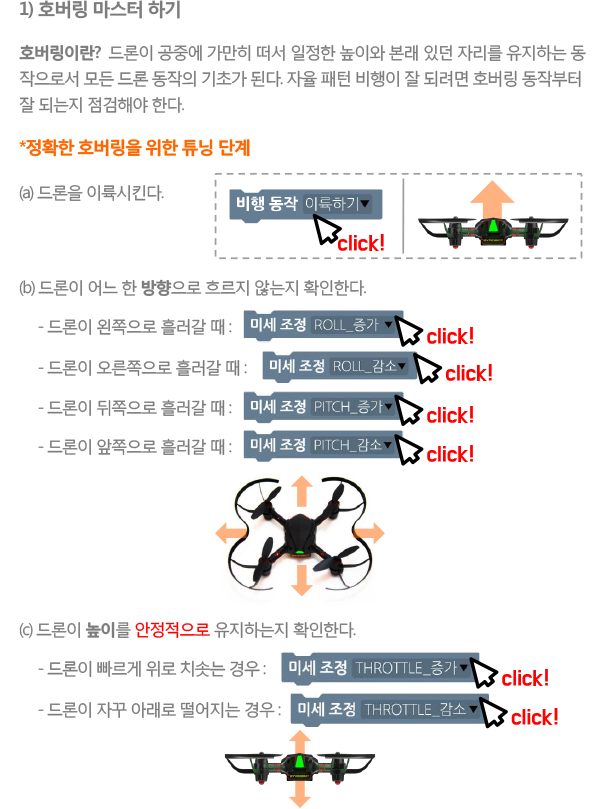 1) 호버링 마스터 하기
호버링이란? 드론이 공중에 가만히 떠서 일정한 높이와 본래 있던 자리를 유지하는 동
작으로서 모든 드론 동작의 기초가 된다. 자율 패턴 비행이 잘 되려면 호버링 동작부터
잘 되는지 점검해야 한다.
*정확한 호버링을 위한 튜닝 단계
(a) 드론을 이륙시킨다.
비행 동작 이륙하기▼
click!
(b) 드론이 어느 한 방향으로 흐르지 않는지 확인한다.
- 드론이 왼쪽으로 흘러갈 때 : 미세 조정 ROLL_증가▼ click!
- 드론이 오른쪽으로 흘러갈 때 : 미세 조정 ROLL_감소▼ click!
- 드론이 뒤쪽으로 흘러갈 때 : 미세 조정 PITCH_증가▼ click!
- 드론이 앞쪽으로 흘러갈 때 : 미세 조정 PITCH_감소▼ click!
(c) 드론이 높이를 안정적으로 유지하는지 확인한다.
- 드론이 빠르게 위로 치솟는 경우 : 미세 조정 THROTTLE_증가▼ click!
- 드론이 자꾸 아래로 떨어지는 경우 : 미세 조정 THROTTLE_감소▼ click!